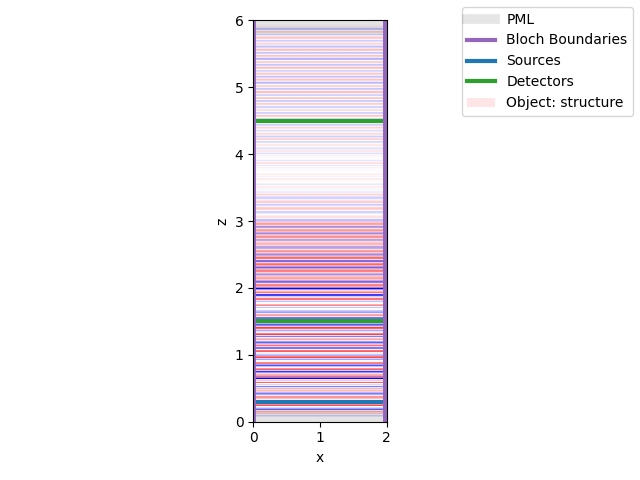 PML
Bloch Boundaries
Sources
Detectors
Object: structure
6
5
4
3
2
1
0
z
0 1 2
x